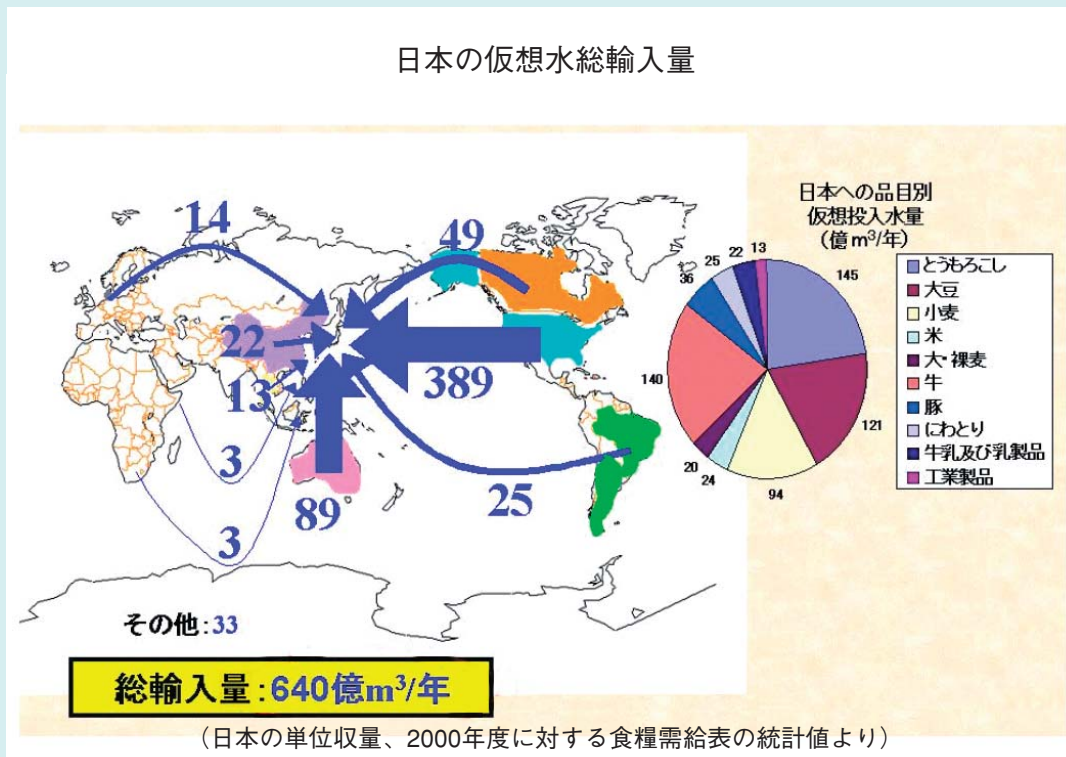 日本の仮想水総輸入量
14
49
22
13
389
3
89
25
3
その他：33
総輸入量：640億m³/年
日本への品目別
仮想投入水量
（億m³/年）
13
22
25
36
145
140
121
20
24
94
とうもろこし
大豆
小麦
米
大・裸麦
牛
豚
にわとり
牛乳及び乳製品
工業製品
（日本の単位収量、2000年度に対する食糧需給表の統計値より）